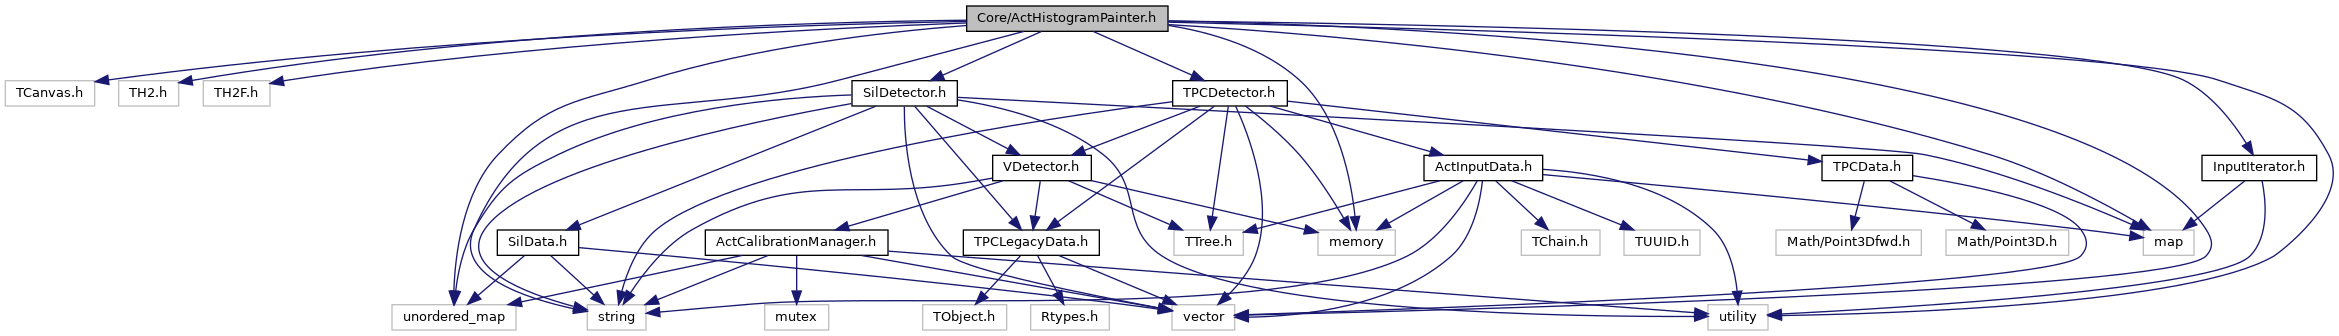 Core/ActHistogramPainter.h
TCanvas.h
TH2.h
TH2F.h
SilDetector.h
TPCDetector.h
VDetector.h
ActInputData.h
TPCData.h
InputIterator.h
SilData.h
ActCalibrationManager.h
TPCLegacyData.h
TTree.h
memory
TChain.h
TUUID.h
Math/Point3Dfwd.h
Math/Point3D.h
map
unordered_map
string
mutex
TObject.h
Rtypes.h
vector
utility